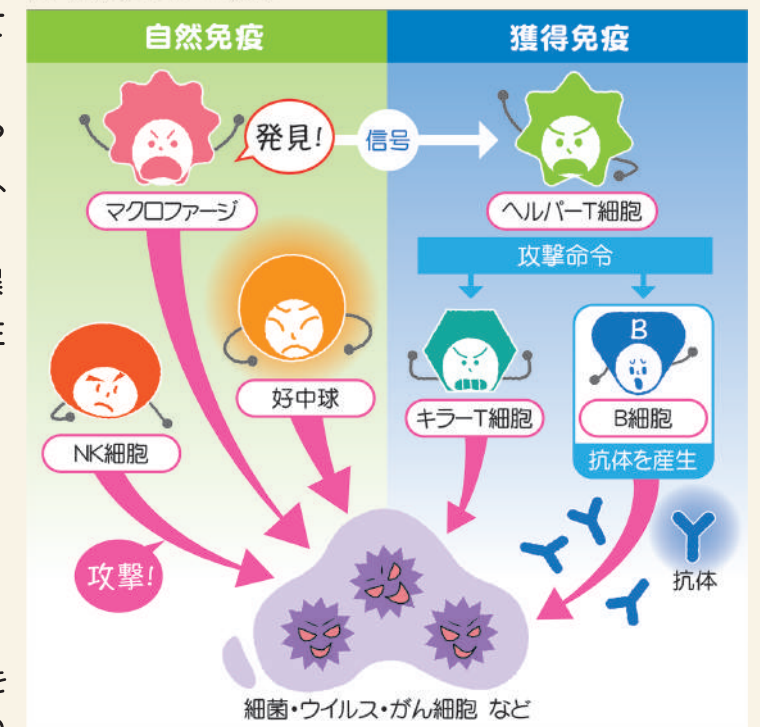 自然免疫
獲得免疫
発見!
信号
マクロファージ
ヘルパーT細胞
攻撃命令
B
好中球
キラーT細胞
B細胞
NK細胞
抗体を産生
攻撃!
抗体
細菌・ウイルス・がん細胞 など